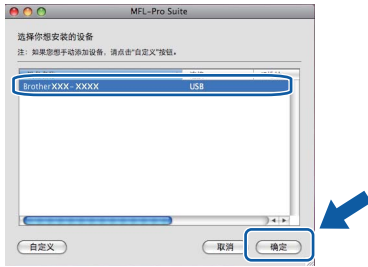 MFL-Pro Suite
选择你想安装的设备
注：如果您想手动添加设备，请点击“自定义”按钮。
Brother XXX-XXXX USB
自定义 取消 确定